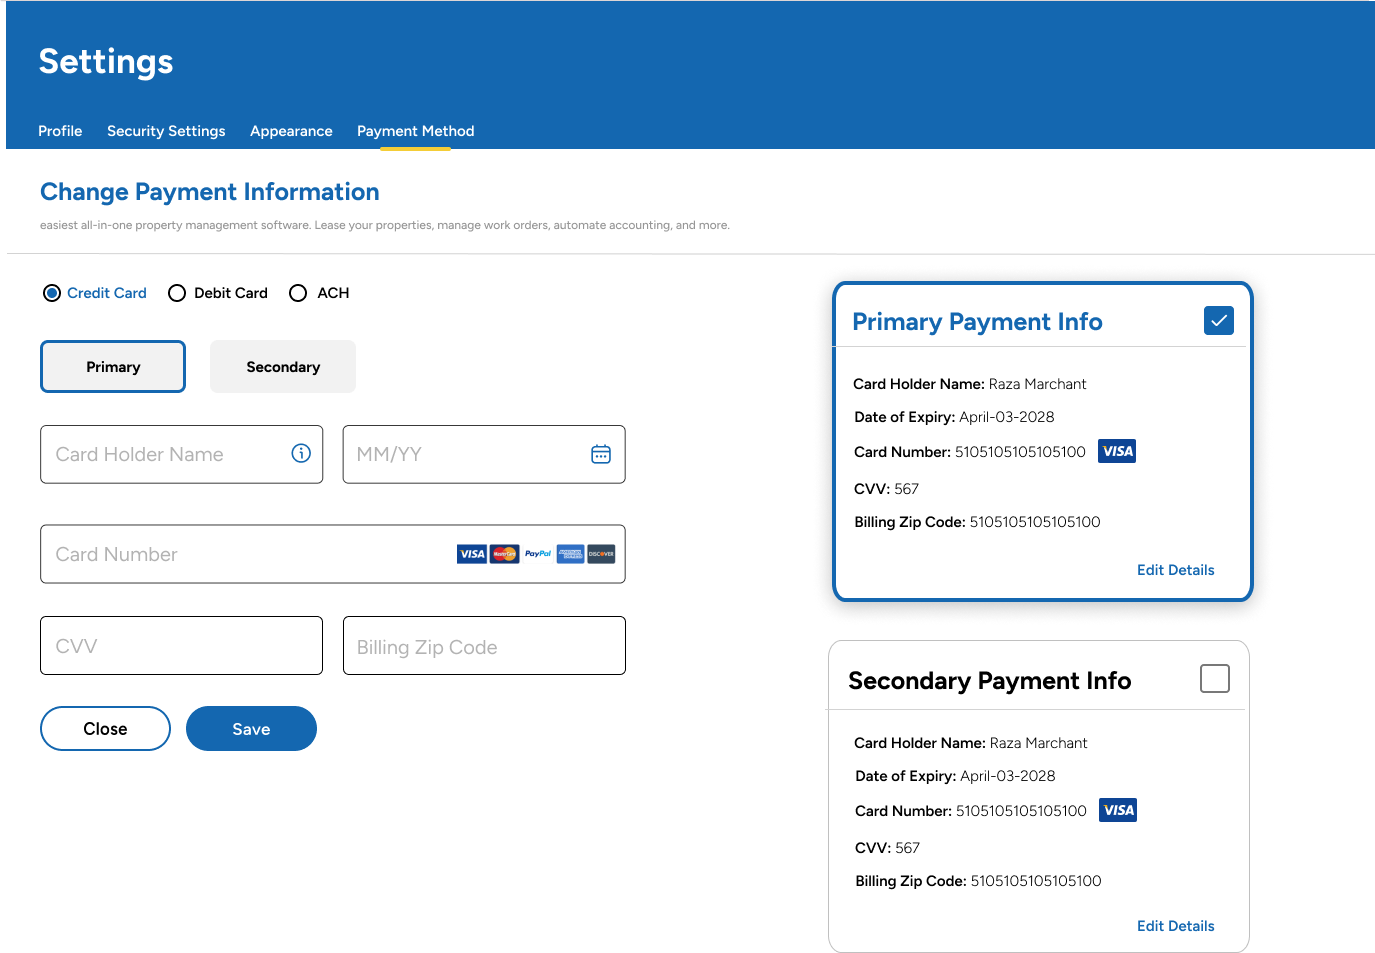 Settings
Profile Security Settings Appearance Payment Method
Change Payment Information
easiest all-in-one property management software. Lease your properties, manage work orders, automate accounting, and more.
Credit Card Debit Card ACH
Primary Secondary
Card Holder Name MM/YY
Card Number VISA MasterCard PayPal AMERICAN EXPRESS DISCOVER
CVV Billing Zip Code
Close Save
Primary Payment Info
Card Holder Name: Raza Marchant
Date of Expiry: April-03-2028
Card Number: 5105105105105100 VISA
CVV: 567
Billing Zip Code: 5105105105105100
Edit Details
Secondary Payment Info
Card Holder Name: Raza Marchant
Date of Expiry: April-03-2028
Card Number: 5105105105105100 VISA
CVV: 567
Billing Zip Code: 5105105105105100
Edit Details